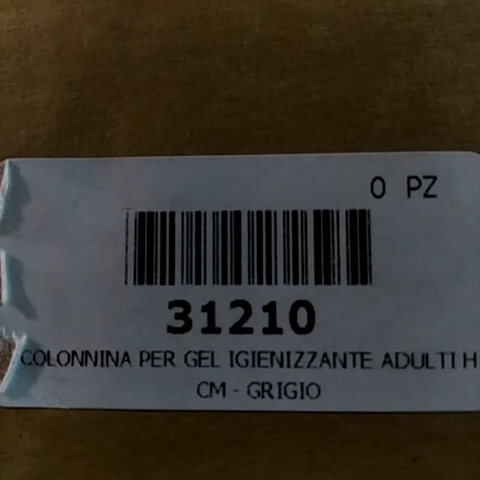 0 PZ
31210
COLONNINA PER GEL IGIENIZZANTE ADULTI H
CM - GRIGIO